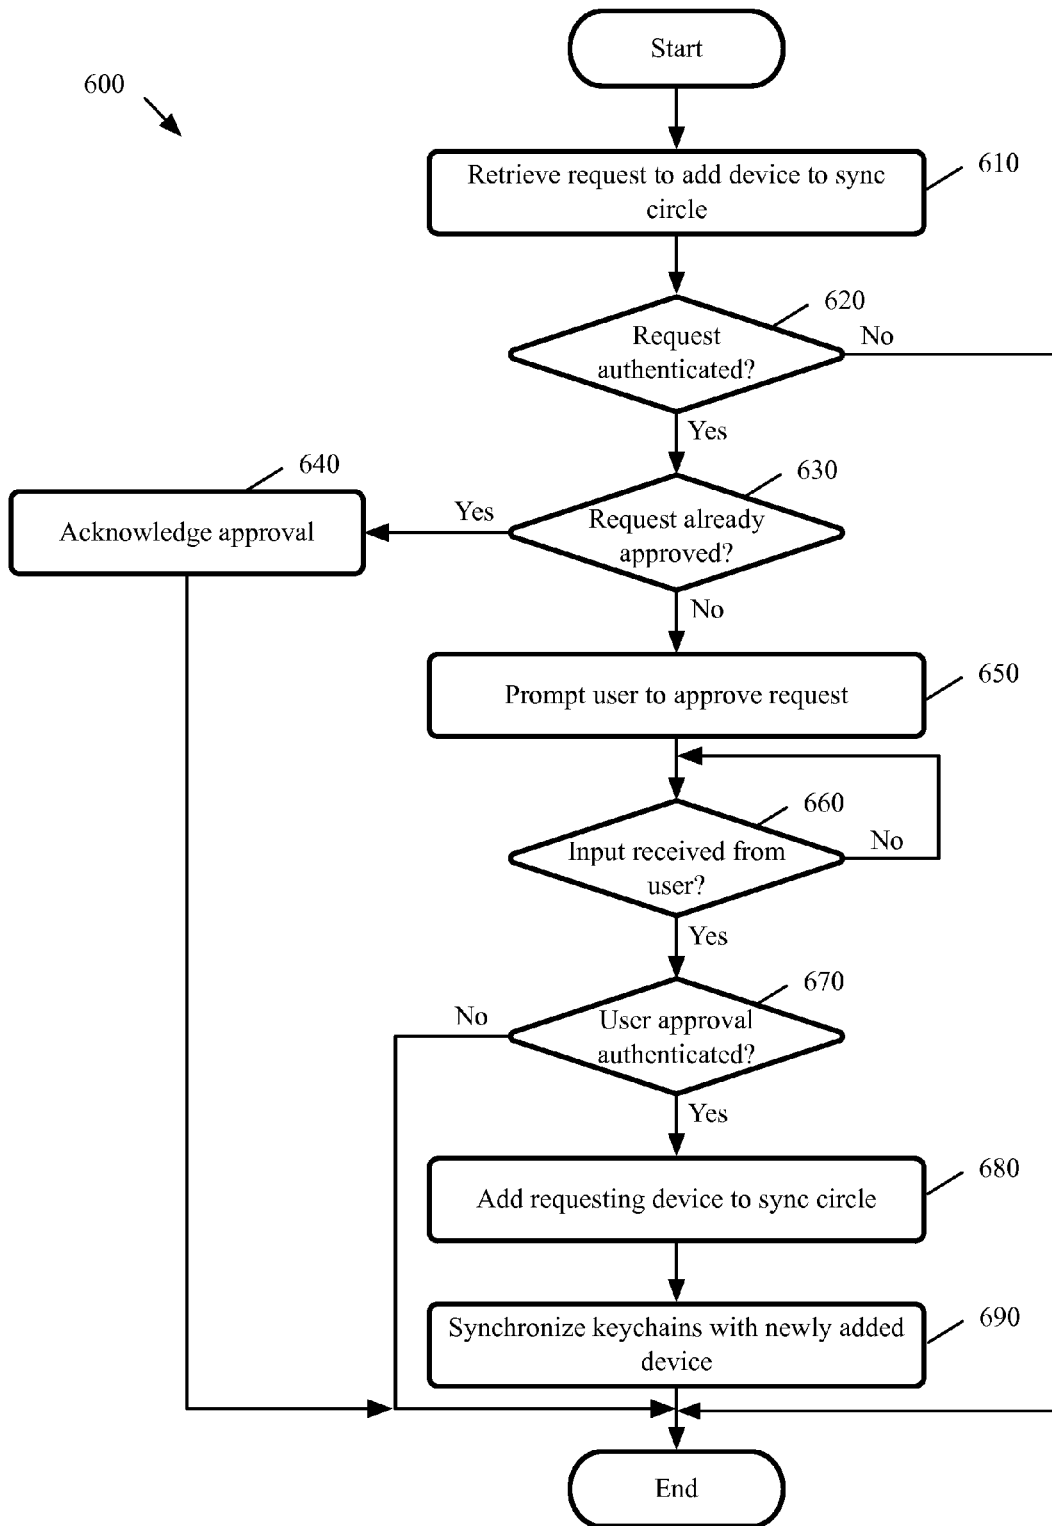 Start
600
Retrieve request to add device to sync
circle
610
620
Request
authenticated?
No
Yes
640
630
Acknowledge approval
Yes
Request already
approved?
No
Prompt user to approve request
650
660
Input received from
user?
No
Yes
670
No
User approval
authenticated?
Yes
Add requesting device to sync circle
680
Synchronize keychains with newly added
device
690
End